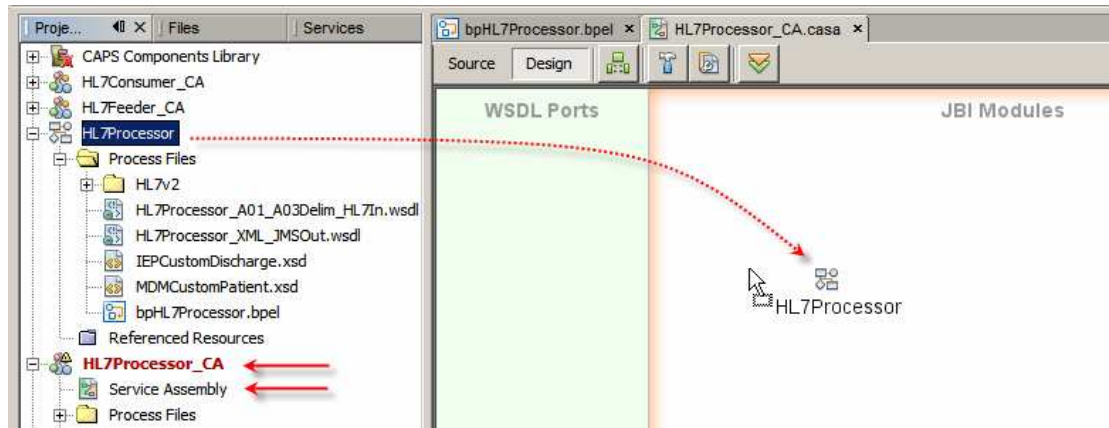 Proje...
Files
Services
CAPS Components Library
HL7Consumer_CA
HL7Feeder_CA
HL7Processor
Process Files
HL7v2
HL7Processor_A01_A03Delim_HL7In.wsdl
HL7Processor_XML_JMSOut.wsdl
IEPCustomDischarge.xsd
MDMCustomPatient.xsd
bpHL7Processor.bpel
Referenced Resources
HL7Processor_CA
Service Assembly
Process Files
bpHL7Processor.bpel
HL7Processor_CA.casa
Source
Design
WSDL Ports
JBI Modules
HL7Processor